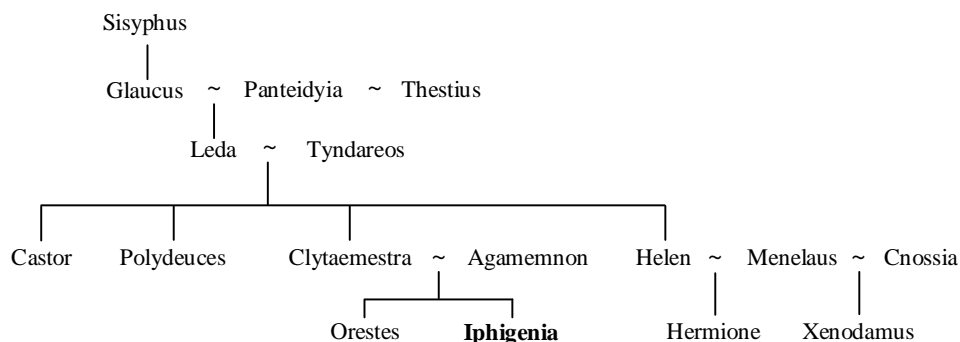 Sisyphus
Glaucus ~ Panteidyia ~ Thestius
Leda ~ Tyndareos
Castor Polydeuces Clytaemestra ~ Agamemnon Helen ~ Menelaus ~ Cnossia
Orestes Iphigenia Hermione Xenodamus